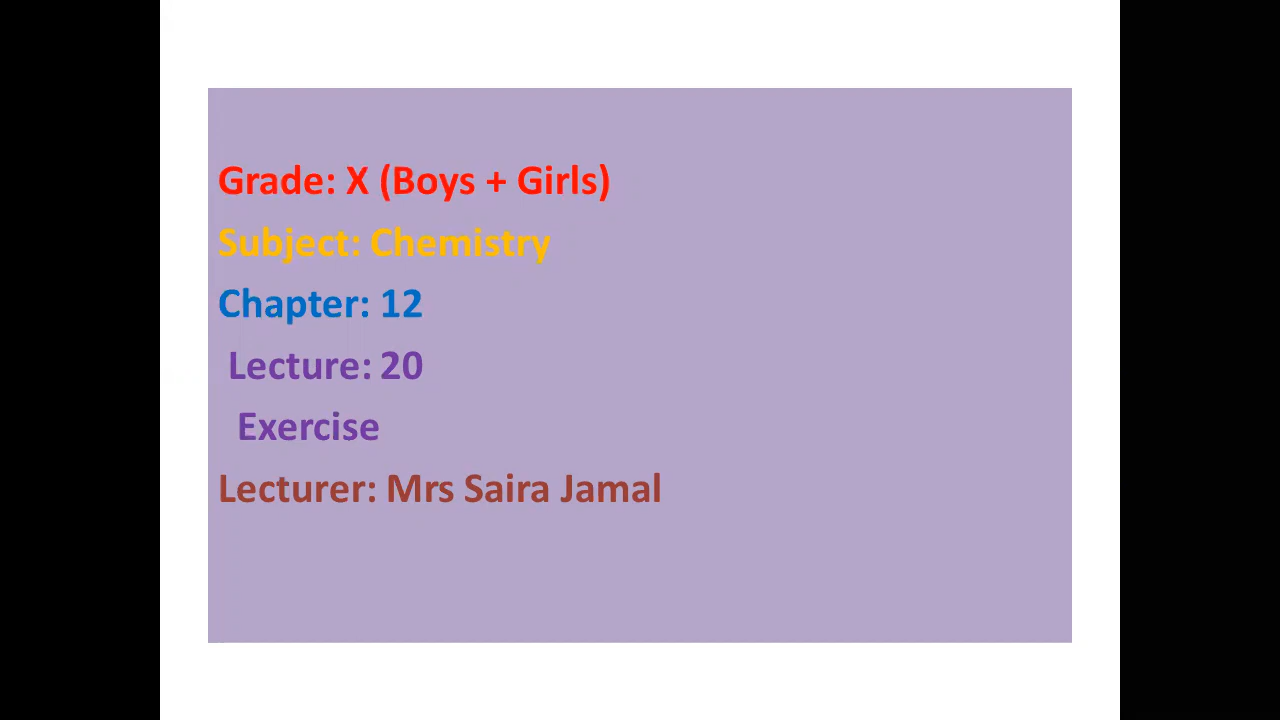 Grade: X (Boys + Girls)
Subject: Chemistry
Chapter: 12
Lecture: 20
Exercise
Lecturer: Mrs Saira Jamal